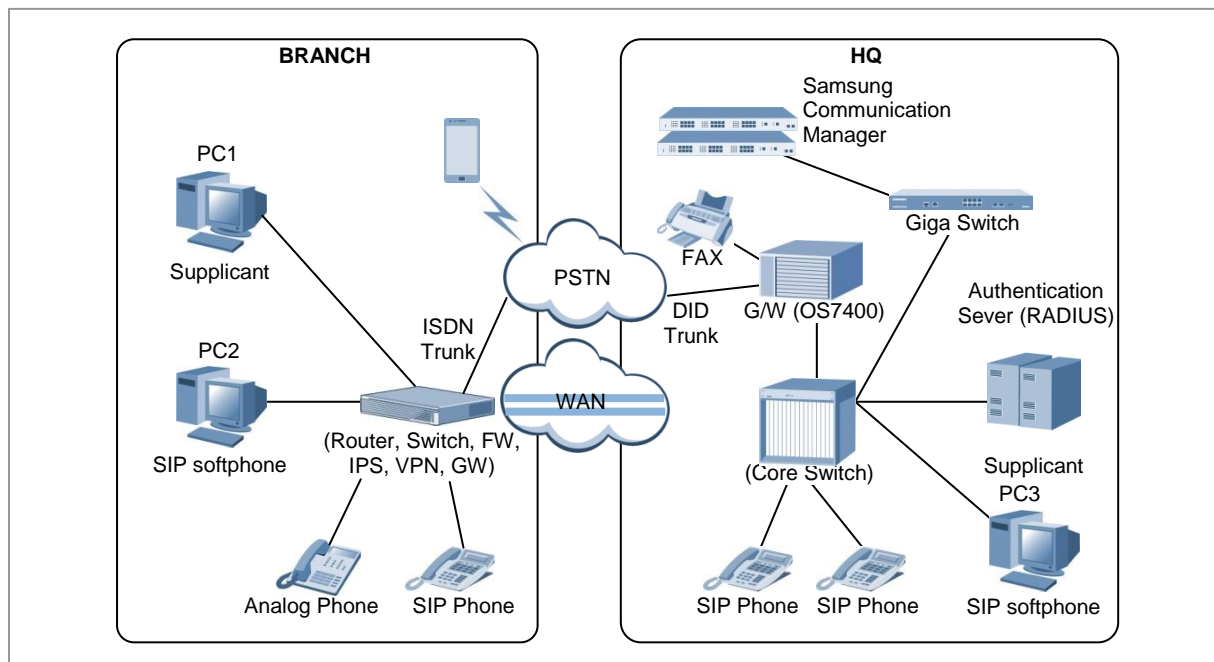 BRANCH
PC1
Supplicant
PC2
SIP softphone
ISDN
Trunk
(Router, Switch, FW,
IPS, VPN, GW)
Analog Phone
SIP Phone
PSTN
WAN
HQ
Samsung
Communication
Manager
Giga Switch
FAX
DID
Trunk
G/W (OS7400)
Authentication
Sever (RADIUS)
(Core Switch)
Supplicant
PC3
SIP Phone
SIP Phone
SIP softphone